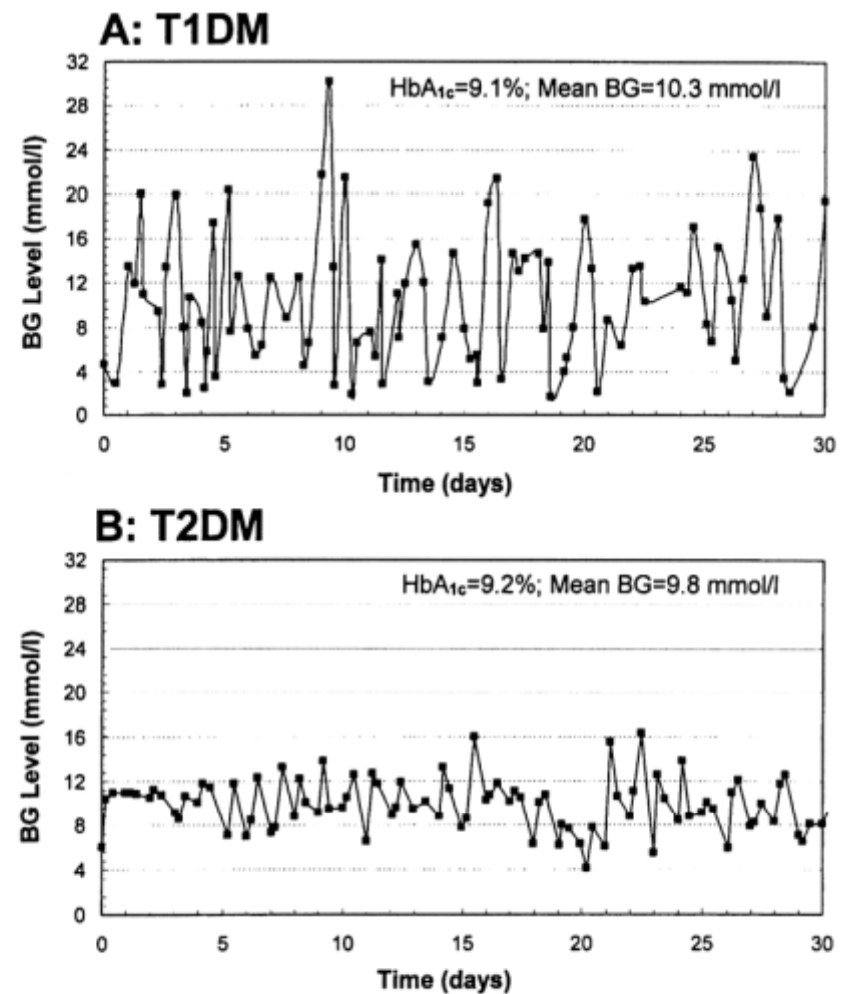 A: T1DM
HbA1c=9.1%; Mean BG=10.3 mmol/l
BG Level (mmol/l)
32
28
24
20
16
12
8
4
0
0 5 10 15 20 25 30
Time (days)
B: T2DM
HbA1c=9.2%; Mean BG=9.8 mmol/l
BG Level (mmol/l)
32
28
24
20
16
12
8
4
0
0 5 10 15 20 25 30
Time (days)